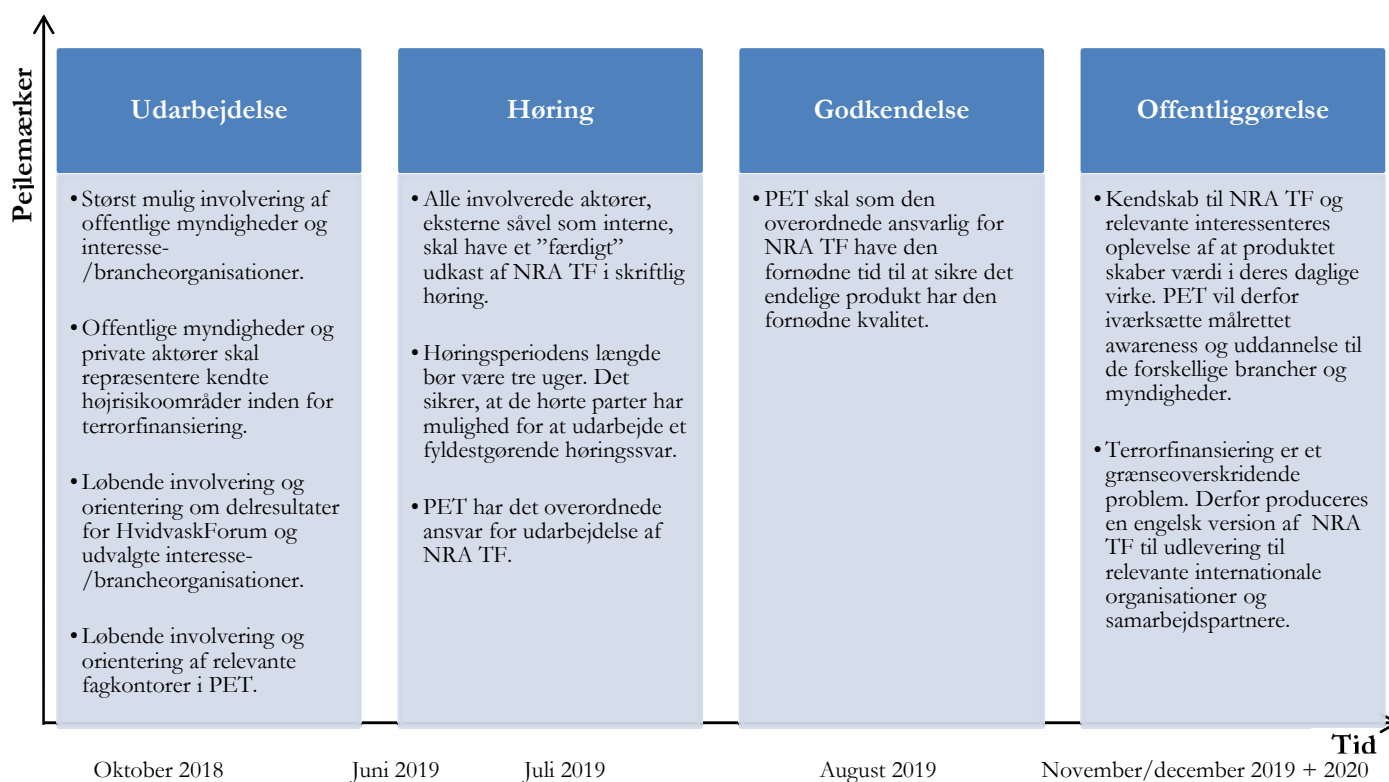 Pejlemærker
Udarbejdelse
• Størst mulig involvering af
offentlige myndigheder og
interesse-
/brancheorganisationer.
• Offentlige myndigheder og
private aktører skal
repræsentere kendte
højrisikoområder inden for
terrorfinansiering.
• Løbende involvering og
orientering om delresultater
for HvidvaskForum og
udvalgte interesse-
/brancheorganisationer.
• Løbende involvering og
orientering af relevante
fagkontorer i PET.
Høring
• Alle involverede aktører,
eksterne såvel som interne,
skal have et ”færdigt”
udkast af NRA TF i skriftlig
høring.
• Høringsperiodens længde
bør være tre uger. Det
sikrer, at de hørte parter har
mulighed for at udarbejde et
fyldestgørende høringssvar.
• PET har det overordnede
ansvar for udarbejdelse af
NRA TF.
Godkendelse
• PET skal som den
overordnede ansvarlig for
NRA TF have den
fornødne tid til at sikre det
endelige produkt har den
fornødne kvalitet.
Offentliggørelse
• Kendskab til NRA TF og
relevante interessenteres
oplevelse af at produktet
skaber værdi i deres daglige
virke. PET vil derfor
iværksætte målrettet
awareness og uddannelse til
de forskellige brancher og
myndigheder.
• Terrorfinansiering er et
grænseoverskridende
problem. Derfor produceres
en engelsk version af NRA
TF til udlevering til
relevante internationale
organisationer og
samarbejdspartnere.
Tid
Oktober 2018 Juni 2019 Juli 2019 August 2019 November/december 2019 + 2020